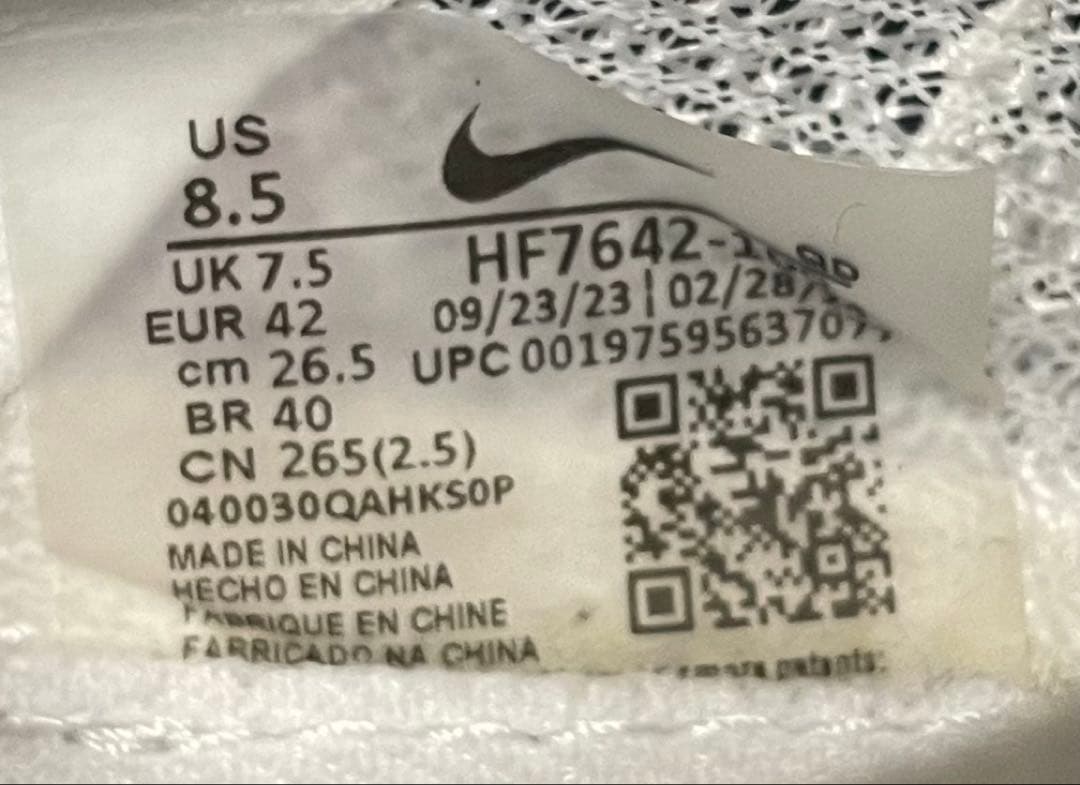 US
8.5
UK 7.5
EUR 42
cm 26.5
BR 40
CN 265(2.5)
HF7642-
09/23/23 | 02/28/
UPC 001975956370
040030QAHKS0P
MADE IN CHINA
HECHO EN CHINA
FABRIQUE EN CHINE
FABRICADO NA CHINA
more patents: